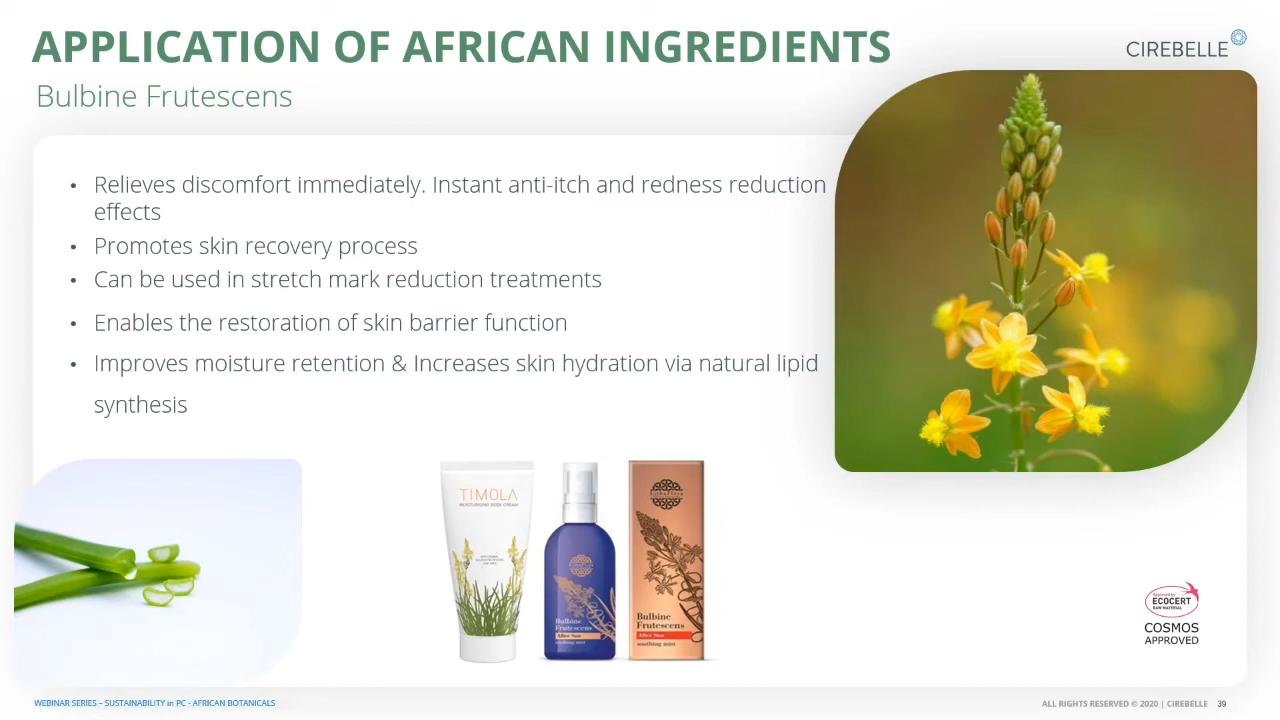 APPLICATION OF AFRICAN INGREDIENTS
CIREBELLE
Bulbine Frutescens
• Relieves discomfort immediately. Instant anti-itch and redness reduction
effects
• Promotes skin recovery process
• Can be used in stretch mark reduction treatments
• Enables the restoration of skin barrier function
• Improves moisture retention & Increases skin hydration via natural lipid
synthesis
TIMOLA
MOISTURISING BODY CREAM
Bulbine
Frutescens
After Sun
soothing mist
Bulbine
Frutescens
After Sun
soothing mist
Approved by
ECOCERT
RAW MATERIAL
COSMOS
APPROVED
WEBINAR SERIES – SUSTAINABILITY in PC - AFRICAN BOTANICALS
ALL RIGHTS RESERVED © 2020 | CIREBELLE 39